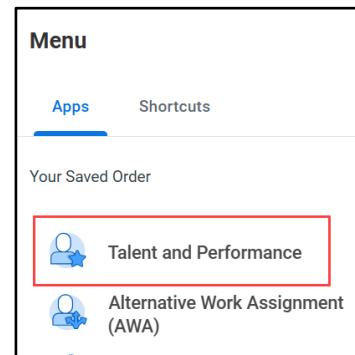 Menu
Apps Shortcuts
Your Saved Order
Talent and Performance
Alternative Work Assignment
(AWA)